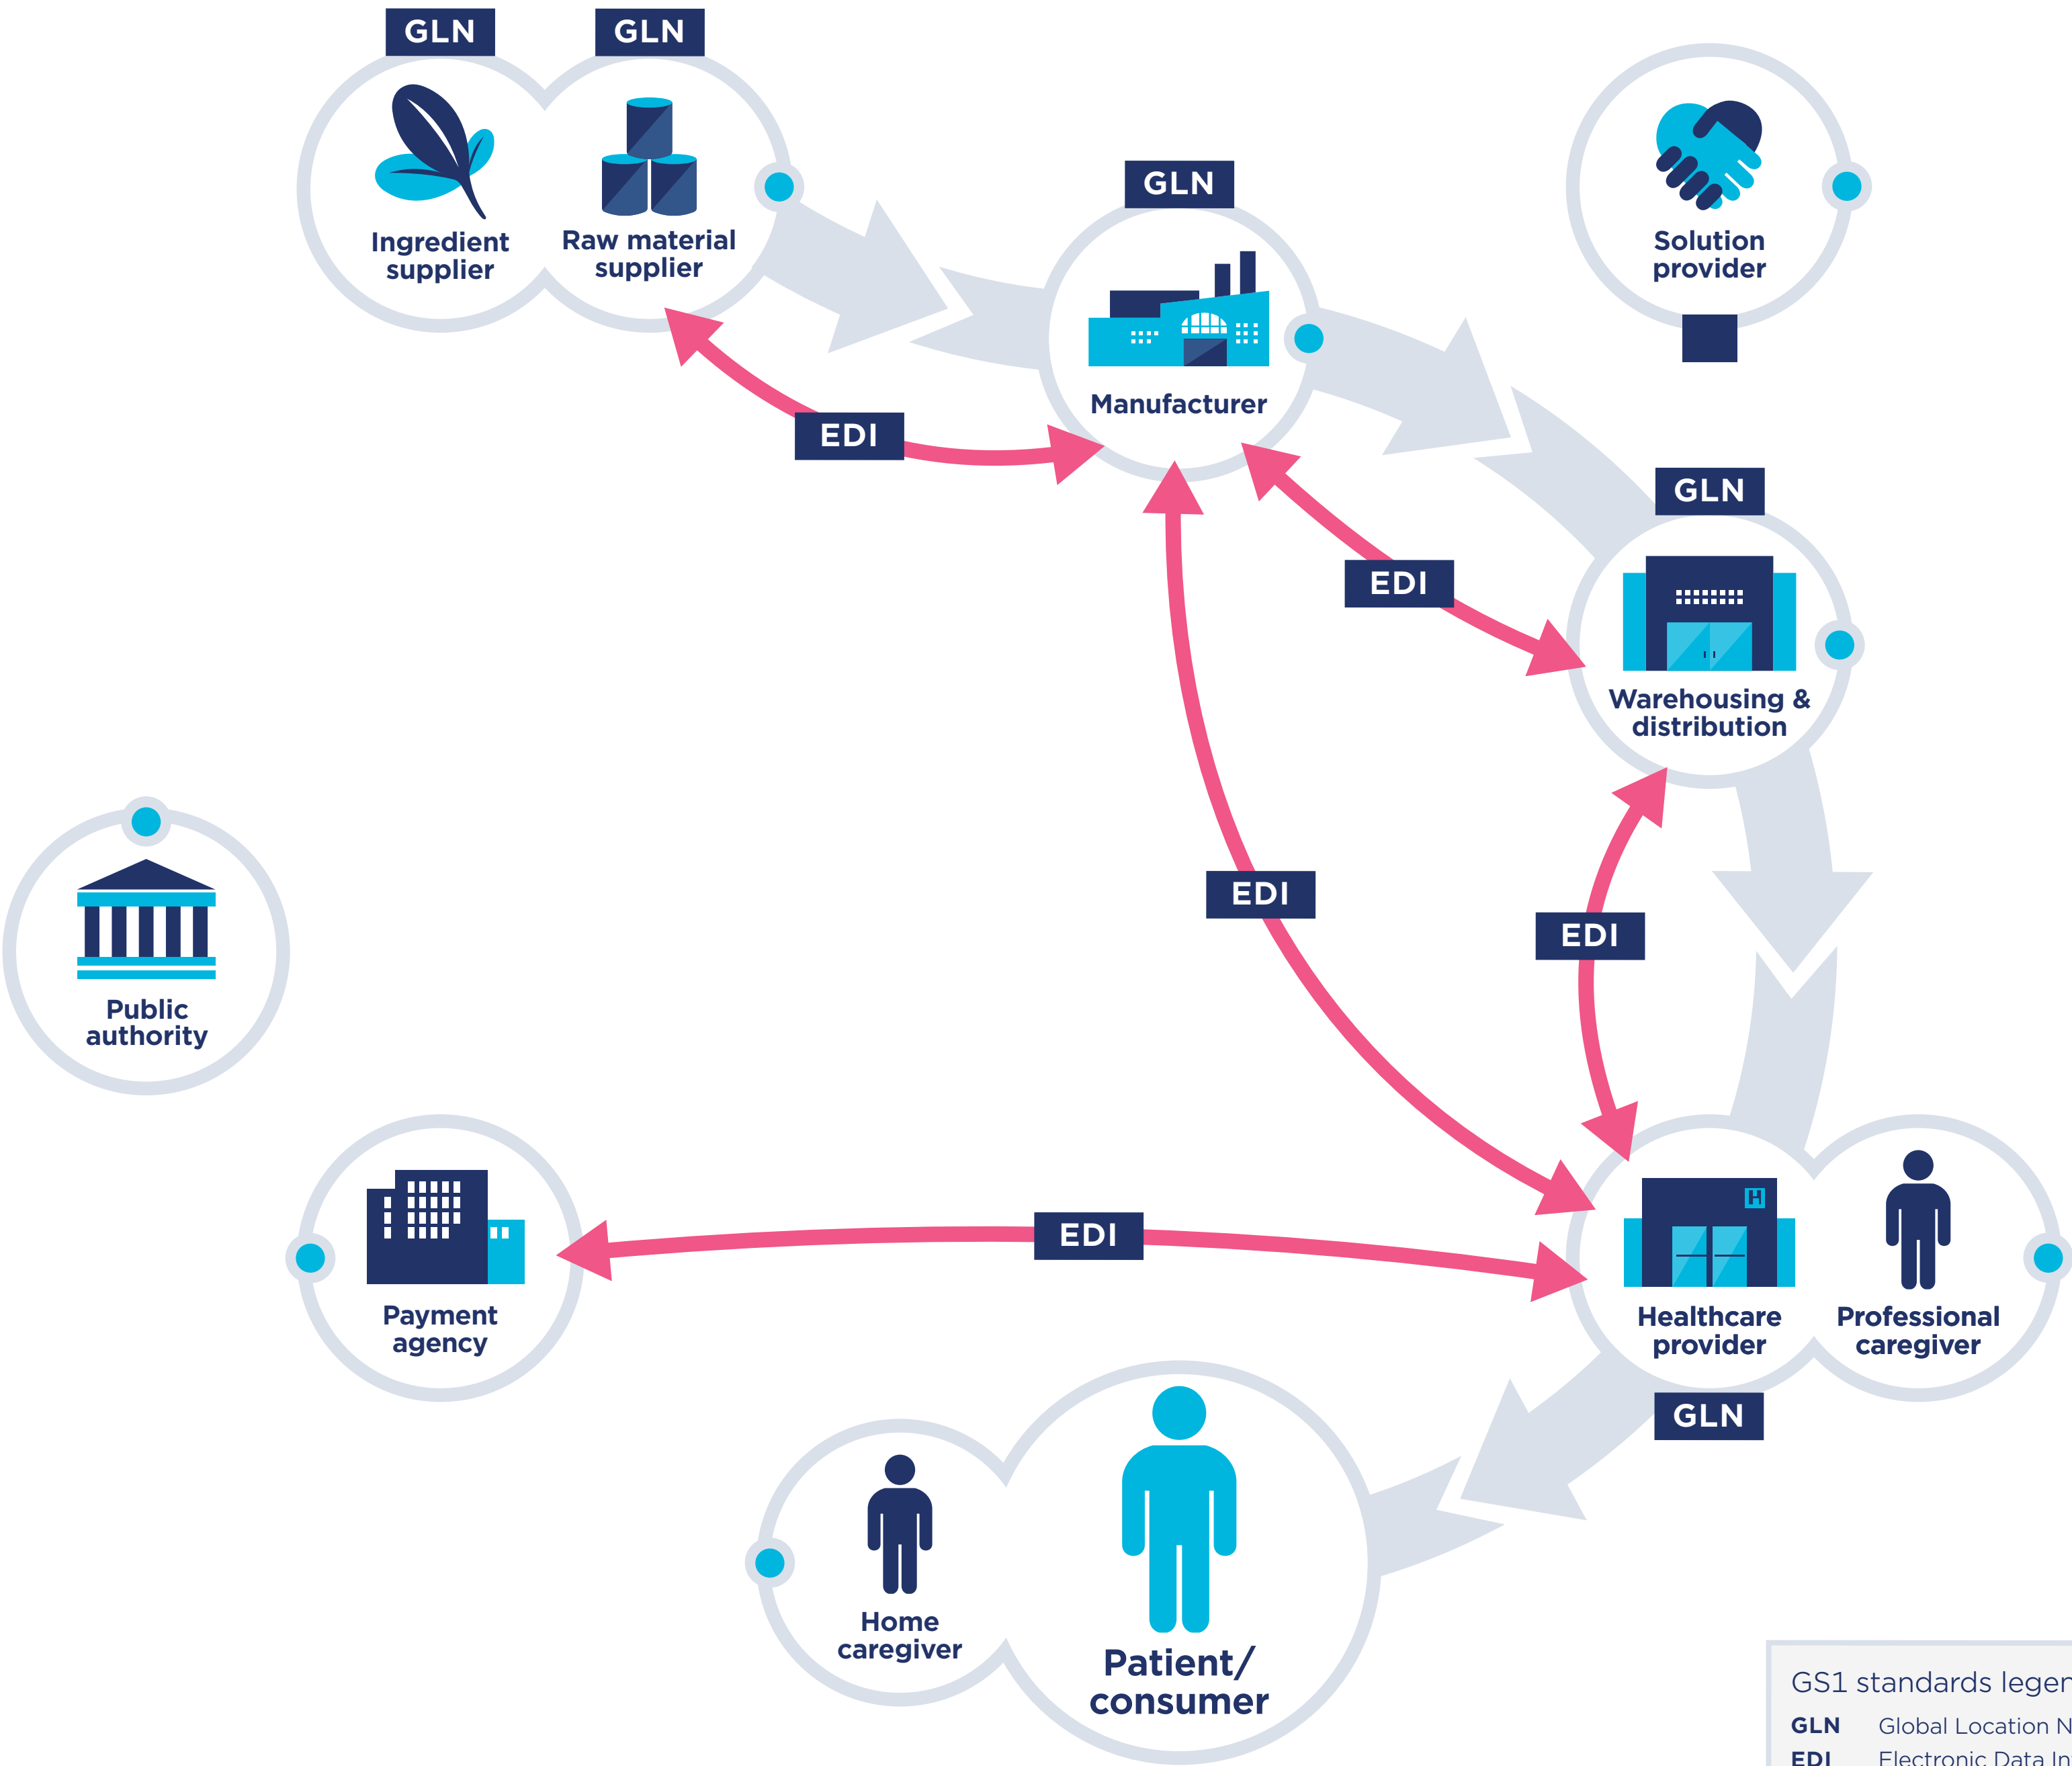 GLN
GLN
Ingredient
supplier
Raw material
supplier
GLN
Manufacturer
Solution
provider
EDI
GLN
EDI
Warehousing &
distribution
EDI
EDI
Public
authority
Payment
agency
EDI
H
Healthcare
provider
Professional
caregiver
GLN
Home
caregiver
Patient/
consumer
GS1 standards
GLN Global Location
EDI Electronic Data